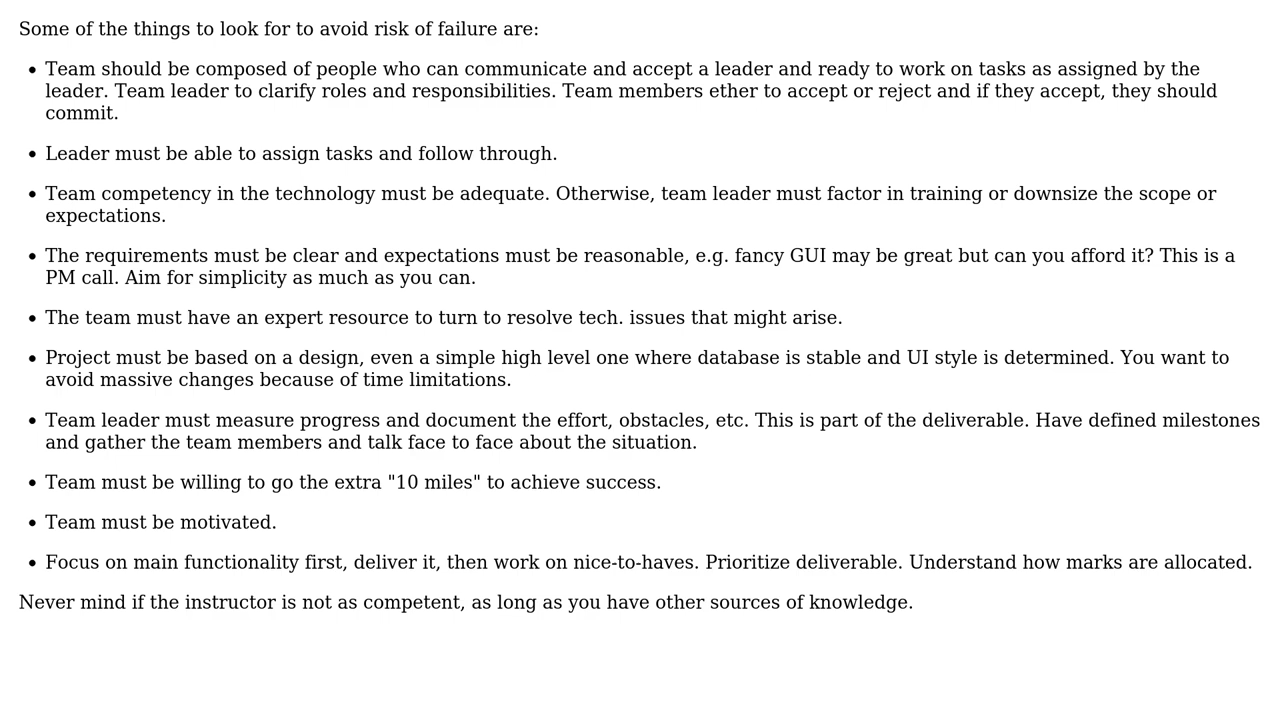 Some of the things to look for to avoid risk of failure are:
• Team should be composed of people who can communicate and accept a leader and ready to work on tasks as assigned by the
leader. Team leader to clarify roles and responsibilities. Team members ether to accept or reject and if they accept, they should
commit.
• Leader must be able to assign tasks and follow through.
• Team competency in the technology must be adequate. Otherwise, team leader must factor in training or downsize the scope or
expectations.
• The requirements must be clear and expectations must be reasonable, e.g. fancy GUI may be great but can you afford it? This is a
PM call. Aim for simplicity as much as you can.
• The team must have an expert resource to turn to resolve tech. issues that might arise.
• Project must be based on a design, even a simple high level one where database is stable and UI style is determined. You want to
avoid massive changes because of time limitations.
• Team leader must measure progress and document the effort, obstacles, etc. This is part of the deliverable. Have defined milestones
and gather the team members and talk face to face about the situation.
• Team must be willing to go the extra "10 miles" to achieve success.
• Team must be motivated.
• Focus on main functionality first, deliver it, then work on nice-to-haves. Prioritize deliverable. Understand how marks are allocated.
Never mind if the instructor is not as competent, as long as you have other sources of knowledge.